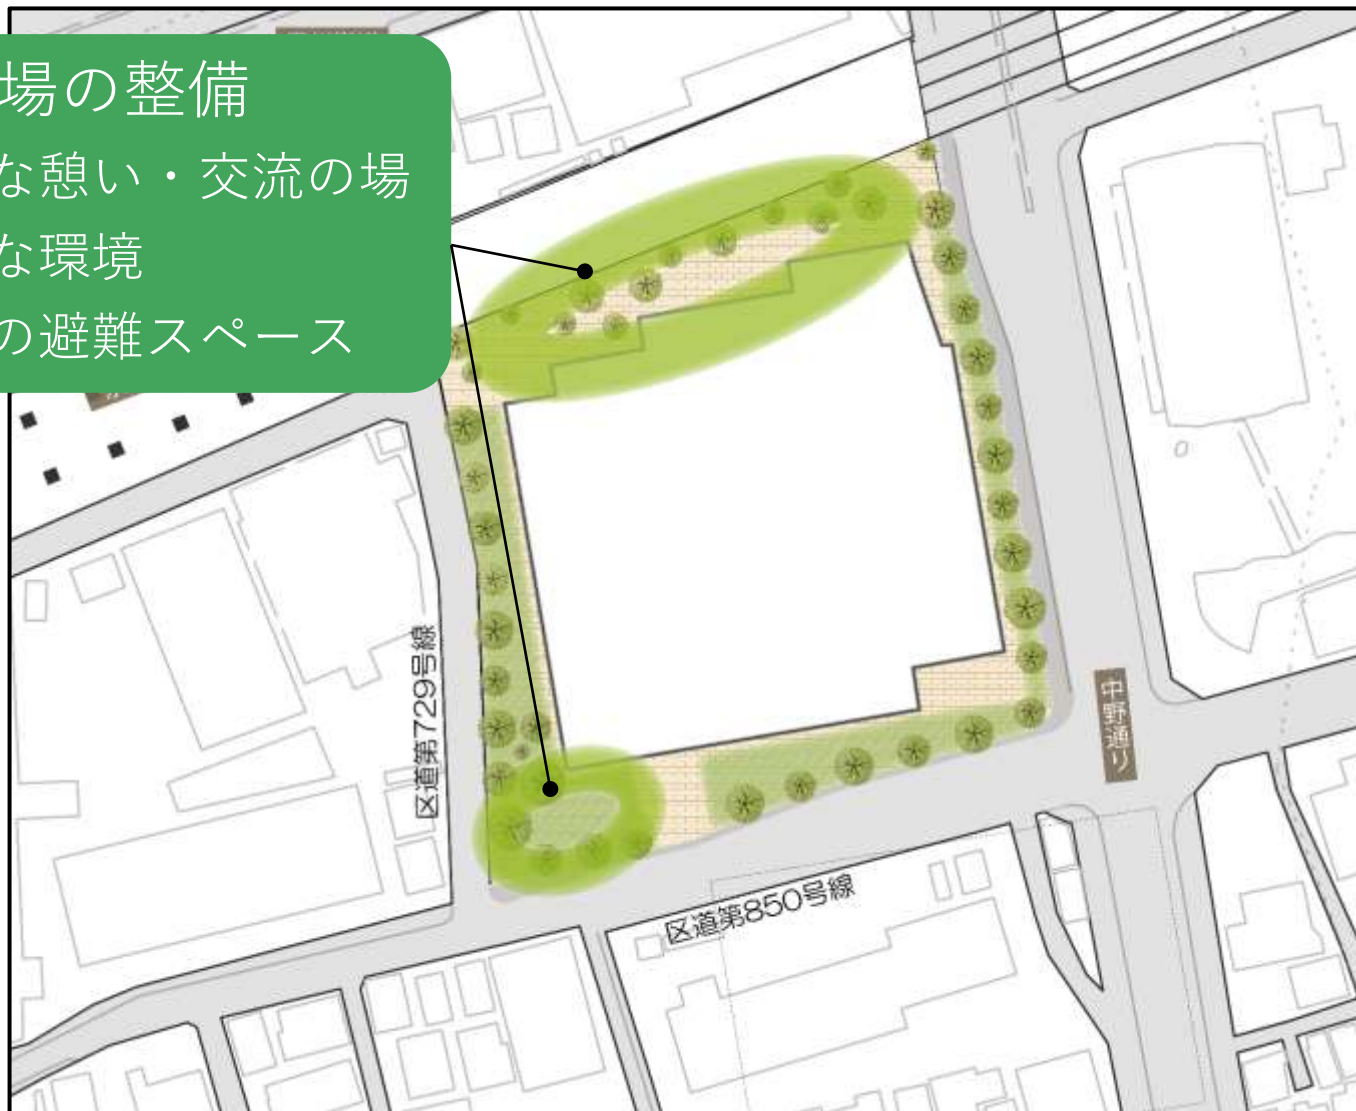 場の整備
な憩い・交流の場
な環境
の避難スペース
区道第729号線
中野通り
区道第850号線